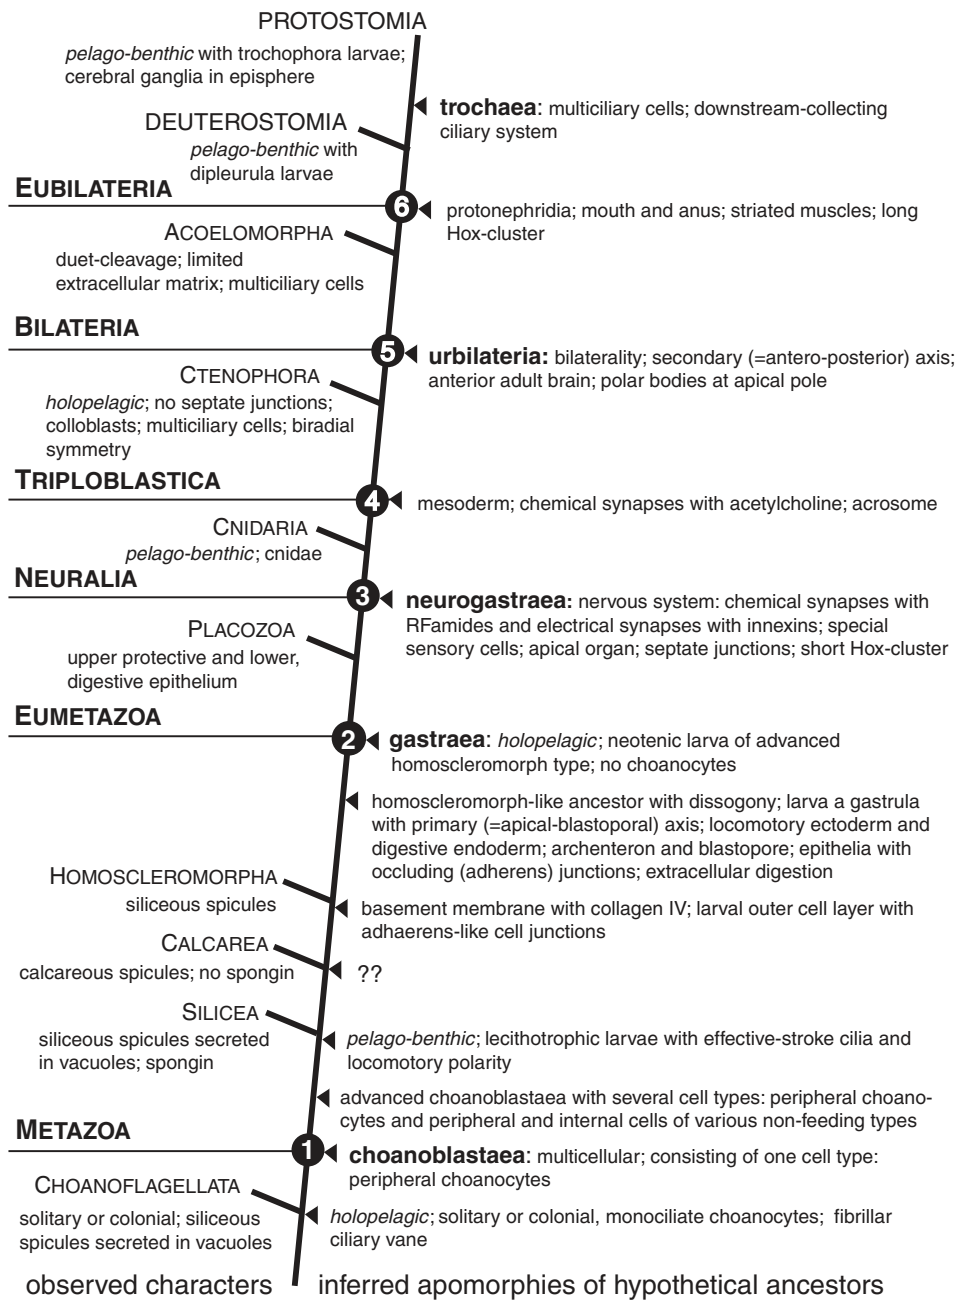 PROTOSTOMIA
pelago-benthic with trochophora larvae;
cerebral ganglia in episphere
trochaea: multiciliary cells; downstream-collecting
ciliary system
DEUTEROSTOMIA
pelago-benthic with
dipleurula larvae
EUBILATERIA
6
protonephridia; mouth and anus; striated muscles; long
Hox-cluster
ACOELOMORPHA
duet-cleavage; limited
extracellular matrix; multiciliary cells
BILATERIA
5
urbilateria: bilaterality; secondary (=antero-posterior) axis;
anterior adult brain; polar bodies at apical pole
CTENOPHORA
holopelagic; no septate junctions;
colloblasts; multiciliary cells; biradial
symmetry
TRIPLOBLASTICA
4
mesoderm; chemical synapses with acetylcholine; acrosome
CNIDARIA
pelago-benthic; cnidae
NEURALIA
3
neurogastraea: nervous system: chemical synapses with
RFamides and electrical synapses with innexins; special
sensory cells; apical organ; septate junctions; short Hox-cluster
PLACOZOA
upper protective and lower,
digestive epithelium
EUMETAZOA
2
gastraea: holopelagic; neotenic larva of advanced
homoscleromorph type; no choanocytes
homoscleromorph-like ancestor with dissogony; larva a gastrula
with primary (=apical-blastoporal) axis; locomotory ectoderm and
digestive endoderm; archenteron and blastopore; epithelia with
occluding (adherens) junctions; extracellular digestion
HOMOSCLEROMORPHA
siliceous spicules
basement membrane with collagen IV; larval outer cell layer with
adhaerens-like cell junctions
CALCAREA
calcareous spicules; no spongin
??
SILICEA
siliceous spicules secreted
in vacuoles; spongin
pelago-benthic; lecithotrophic larvae with effective-stroke cilia and
locomotory polarity
advanced choanoblastaea with several cell types: peripheral choano-
cytes and peripheral and internal cells of various non-feeding types
METAZOA
1
choanoblastaea: multicellular; consisting of one cell type:
peripheral choanocytes
CHOANOFLAGELLATA
solitary or colonial; siliceous
spicules secreted in vacuoles
holopelagic; solitary or colonial, monociliate choanocytes; fibrillar
ciliary vane
observed characters
inferred apomorphies of hypothetical ancestors